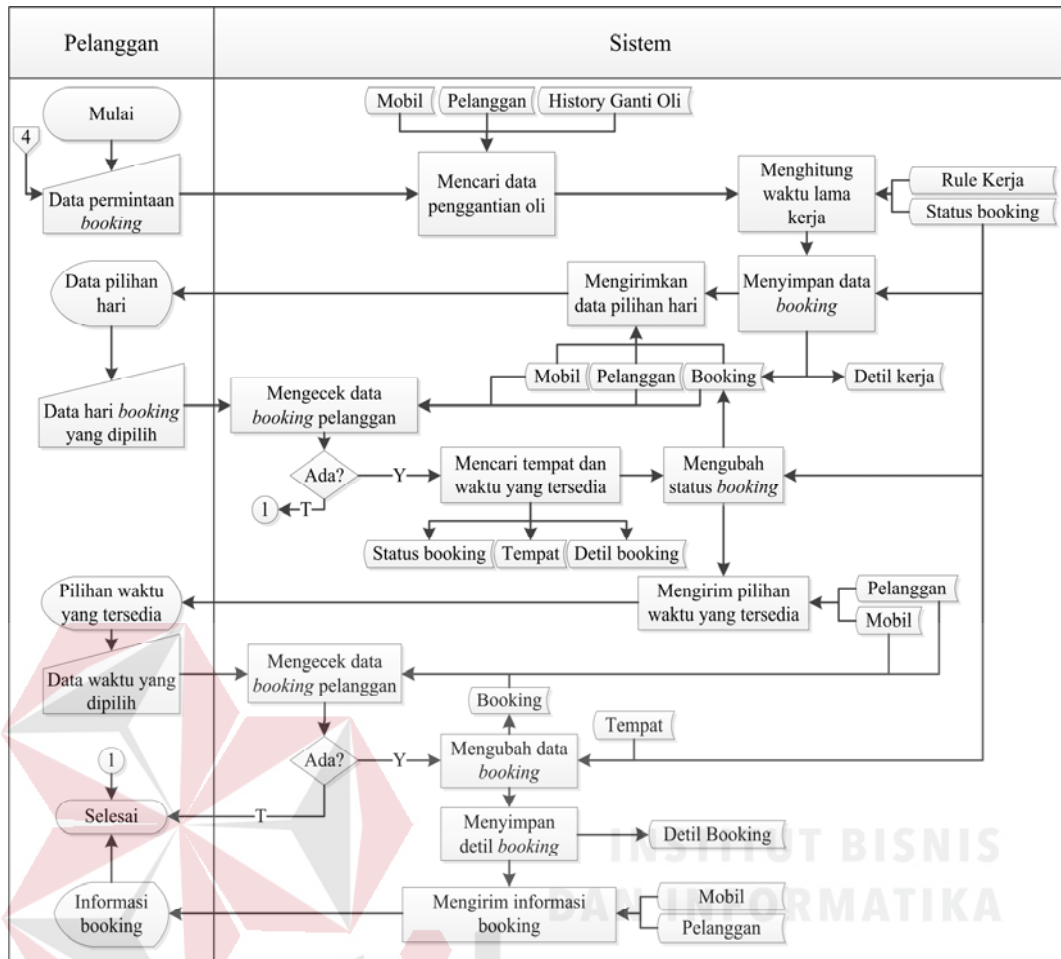 Pelanggan
Sistem
Mulai
4
Data permintaan
booking
Mobil
Pelanggan
History Ganti Oli
Mencari data
penggantian oli
Menghitung
waktu lama
kerja
Rule Kerja
Status booking
Data pilihan
hari
Mengirimkan
data pilihan hari
Menyimpan data
booking
Mobil
Pelanggan
Booking
Detil kerja
Data hari booking
yang dipilih
Mengecek data
booking pelanggan
Ada?
Y
T
1
Mencari tempat dan
waktu yang tersedia
Mengubah
status booking
Status booking
Tempat
Detil booking
Pilihan waktu
yang tersedia
Mengirim pilihan
waktu yang tersedia
Pelanggan
Mobil
Data waktu yang
dipilih
Mengecek data
booking pelanggan
Booking
Tempat
1
Ada?
Y
Mengubah data
booking
Selesai
T
Menyimpan
detil booking
Detil Booking
INSTITUT BISNIS
DAN INFORMATIKA
Informasi
booking
Mengirim informasi
booking
Mobil
Pelanggan